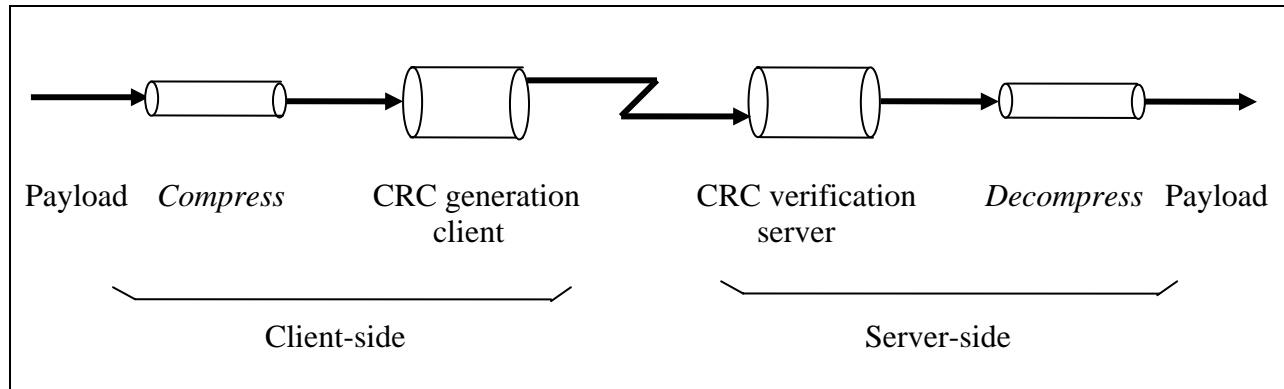 Payload Compress CRC generation CRC verification Decompress Payload
client server
Client-side Server-side